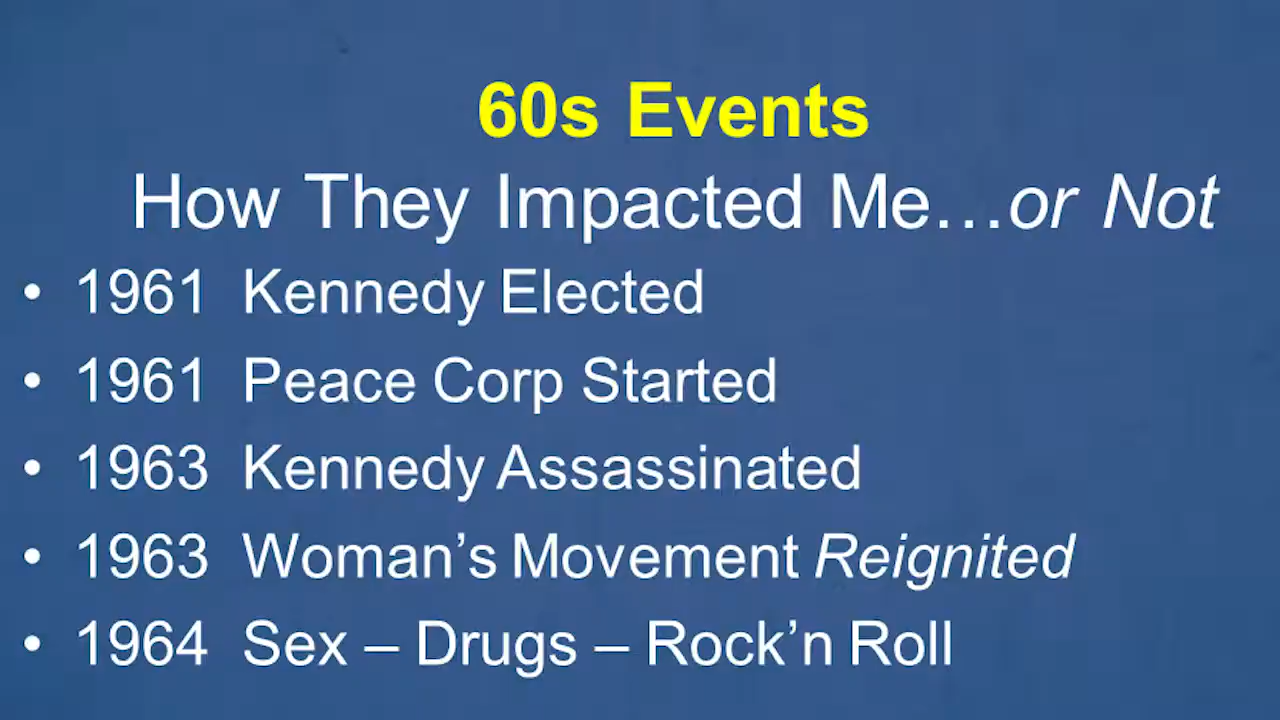 60s Events
How They Impacted Me…or Not
• 1961 Kennedy Elected
• 1961 Peace Corp Started
• 1963 Kennedy Assassinated
• 1963 Woman’s Movement Reignited
• 1964 Sex – Drugs – Rock’n Roll